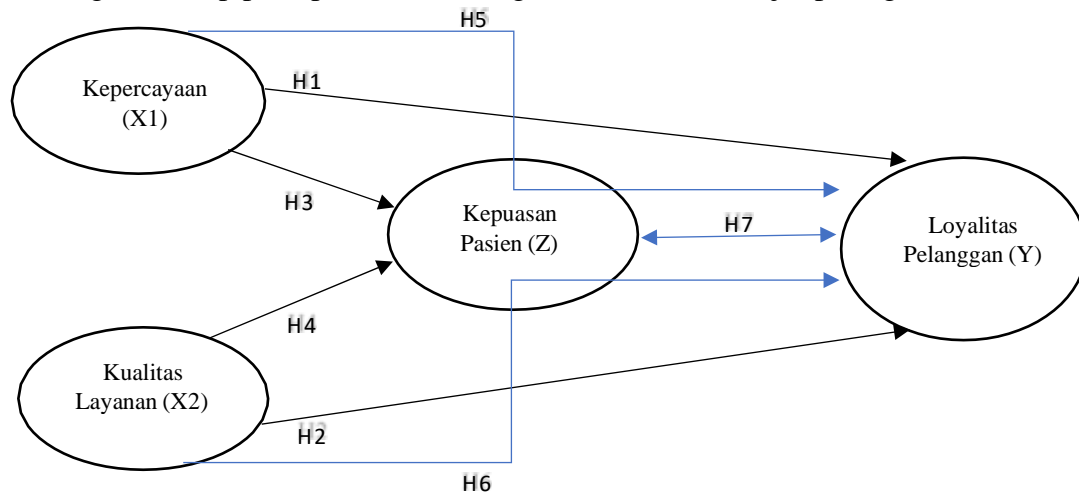 H5
H1
Kepercayaan
(X1)
H3
Kepuasan
Pasien (Z)
H7
Loyalitas
Pelanggan (Y)
H4
Kualitas
Layanan (X2)
H2
H6